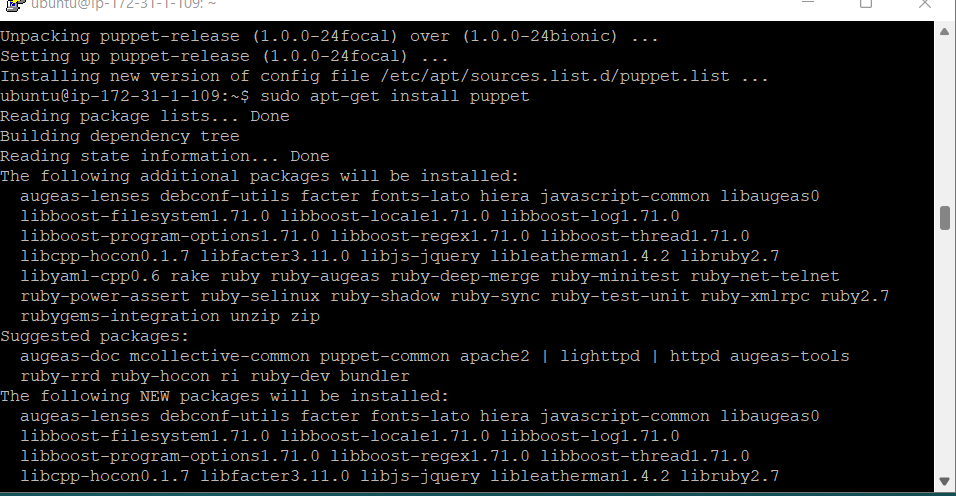 ubuntu@ip-172-31-1-109: ~
Unpacking puppet-release (1.0.0-24focal) over (1.0.0-24bionic) ...
Setting up puppet-release (1.0.0-24focal) ...
Installing new version of config file /etc/apt/sources.list.d/puppet.list ...
ubuntu@ip-172-31-1-109:~$ sudo apt-get install puppet
Reading package lists... Done
Building dependency tree
Reading state information... Done
The following additional packages will be installed:
  augeas-lenses debconf-utils facter fonts-lato hiera javascript-common libaugeas0
  libboost-filesystem1.71.0 libboost-locale1.71.0 libboost-log1.71.0
  libboost-program-options1.71.0 libboost-regex1.71.0 libboost-thread1.71.0
  libcpp-hocon0.1.7 libfacter3.11.0 libjs-jquery libleatherman1.4.2 libruby2.7
  libyaml-cpp0.6 rake ruby ruby-augeas ruby-deep-merge ruby-minitest ruby-net-telnet
  ruby-power-assert ruby-selinux ruby-shadow ruby-sync ruby-test-unit ruby-xmlrpc ruby2.7
  rubygems-integration unzip zip
Suggested packages:
  augeas-doc mcollective-common puppet-common apache2 | lighttpd | httpd augeas-tools
  ruby-rrd ruby-hocon ri ruby-dev bundler
The following NEW packages will be installed:
  augeas-lenses debconf-utils facter fonts-lato hiera javascript-common libaugeas0
  libboost-filesystem1.71.0 libboost-locale1.71.0 libboost-log1.71.0
  libboost-program-options1.71.0 libboost-regex1.71.0 libboost-thread1.71.0
  libcpp-hocon0.1.7 libfacter3.11.0 libjs-jquery libleatherman1.4.2 libruby2.7